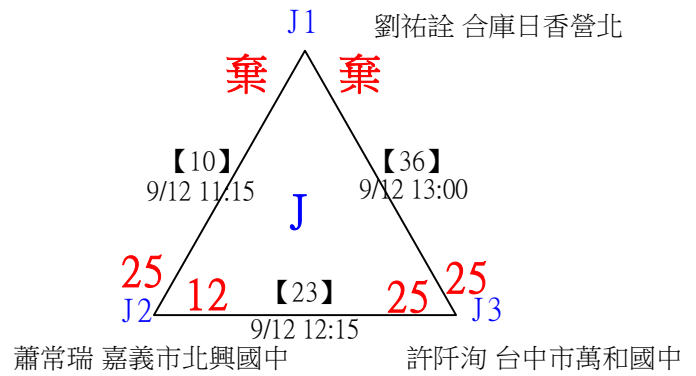 J1
劉祐詮 合庫日香營北
棄 棄
【10】
9/12 11:15
【36】
9/12 13:00
J
25
12
【23】
9/12 12:15
25
25
J2
J3
蕭常瑞 嘉義市北興國中
許阡洵 台中市萬和國中